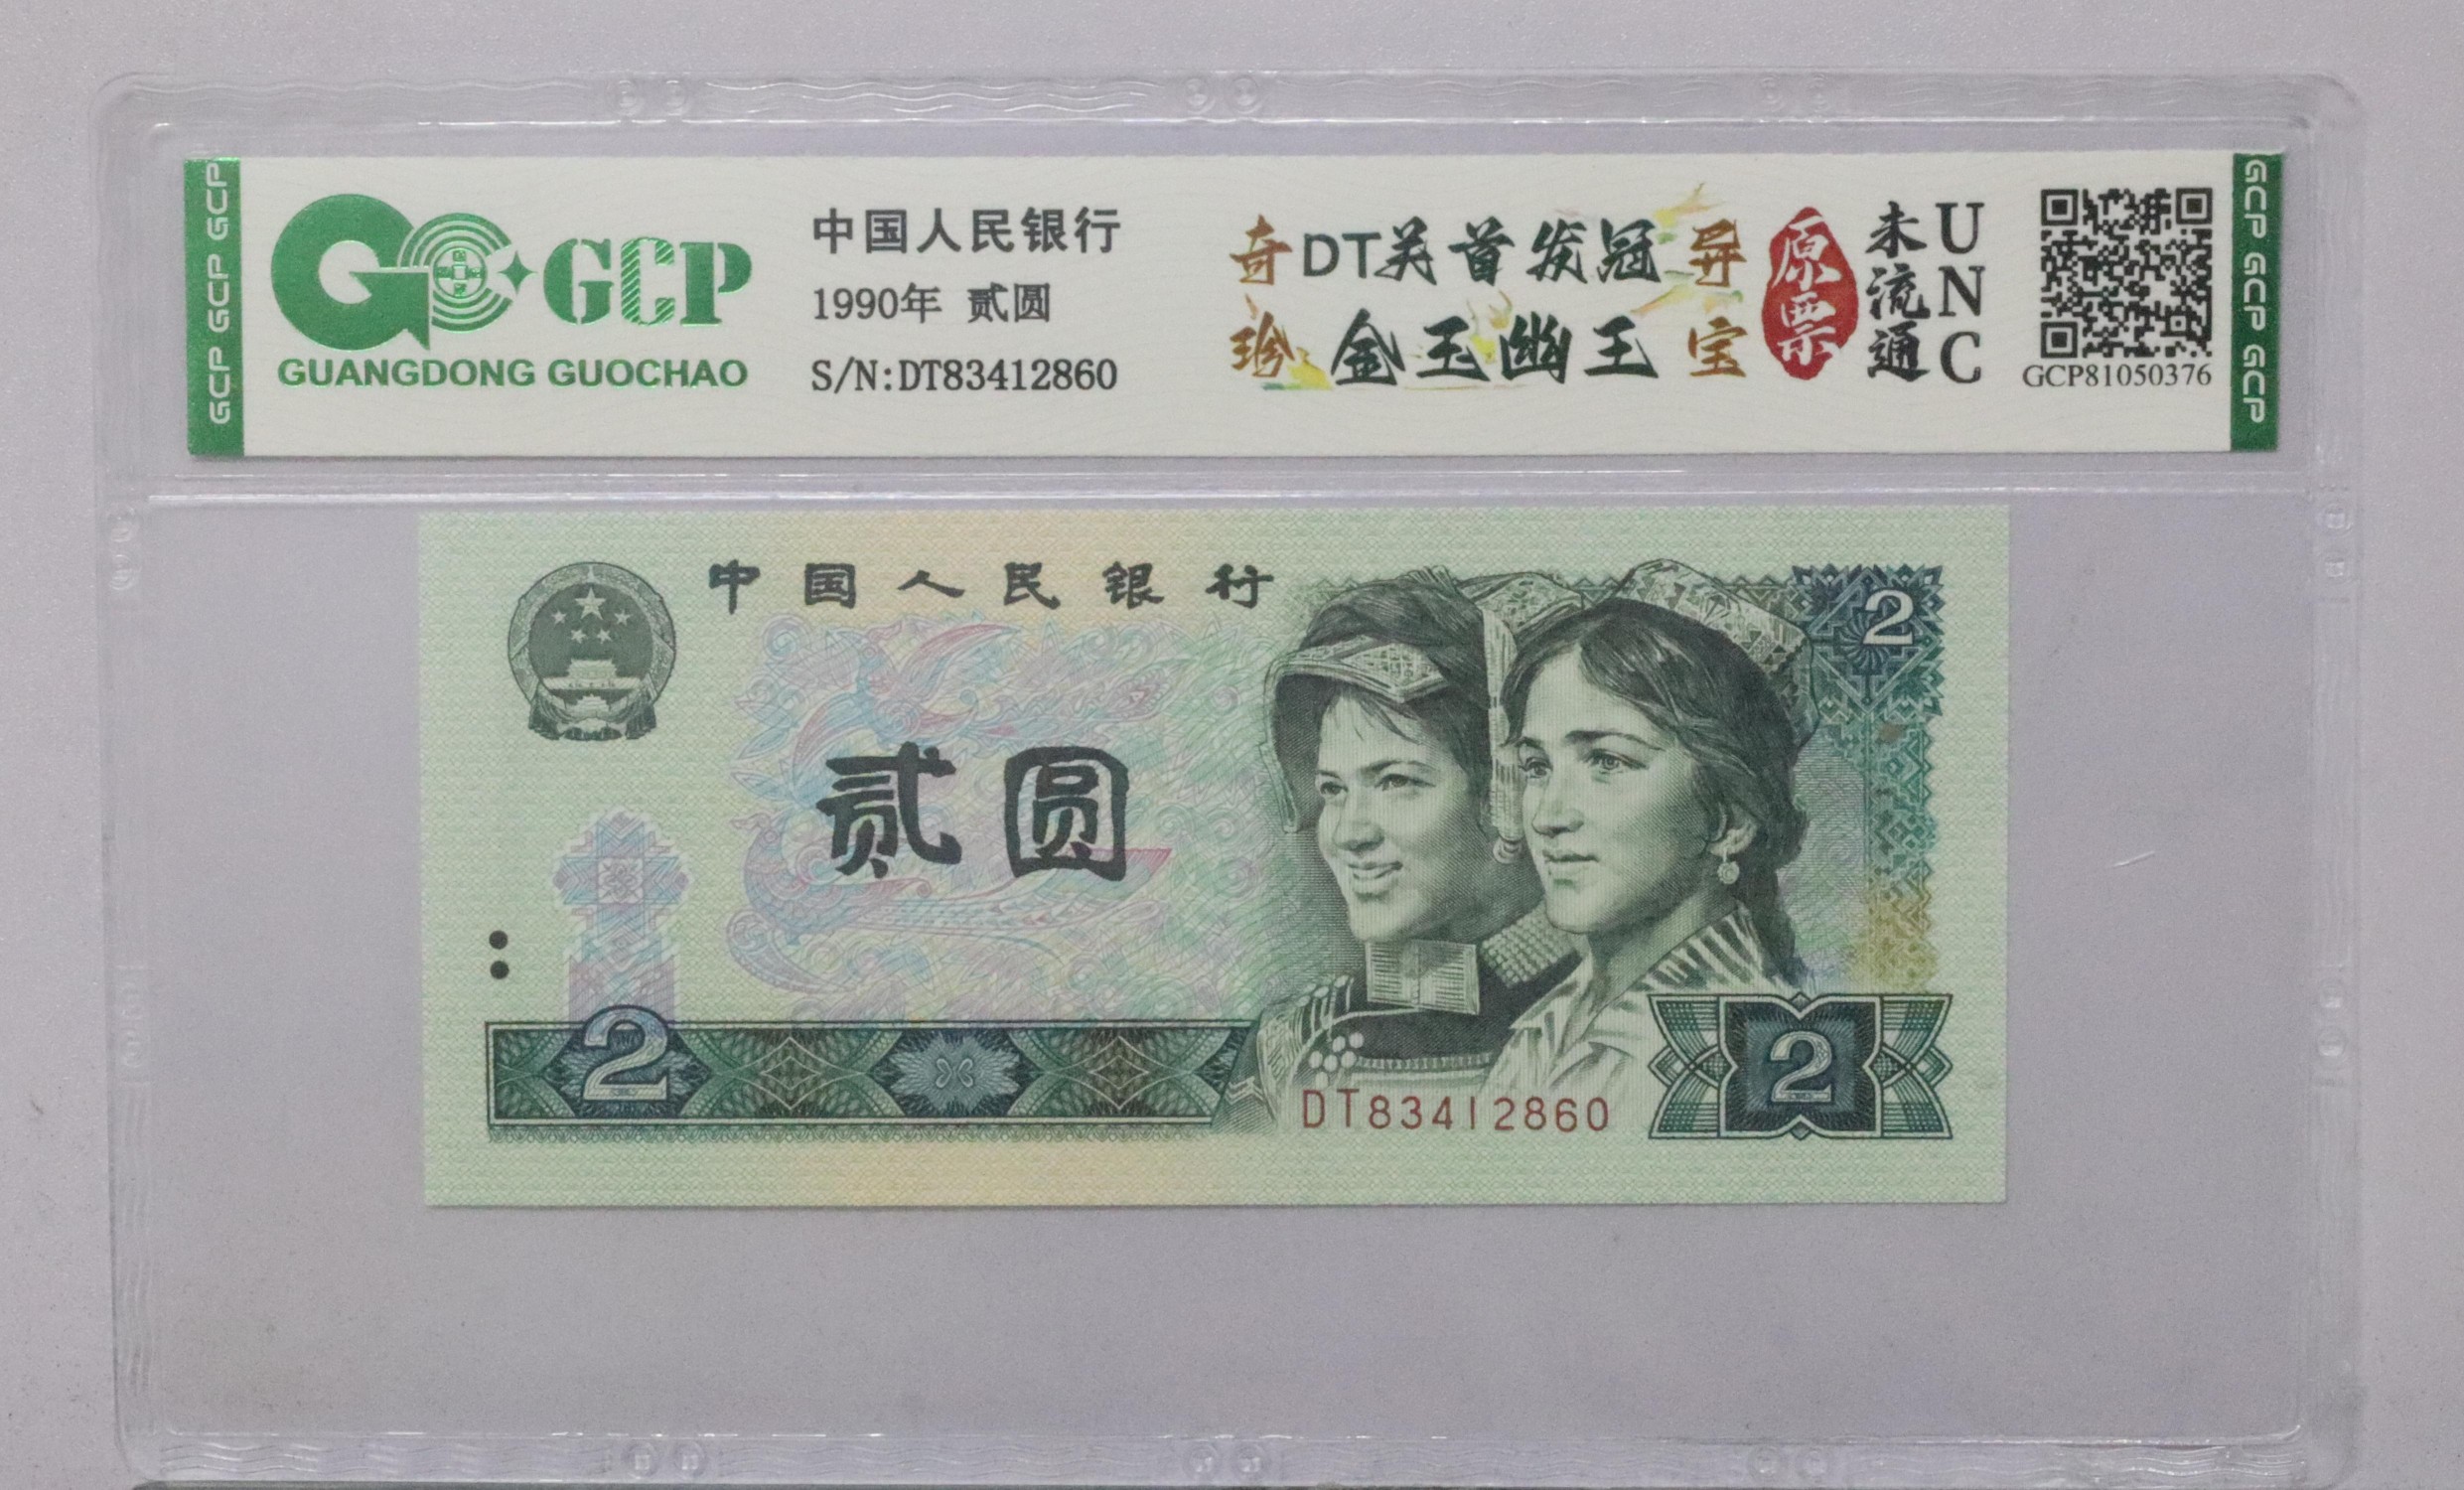 GCP GCP GCP
GCP
GUANGDONG GUOCHAO
中国人民银行
1990年 贰圆
S/N:DT83412860
奇珍
DT关首发冠
金玉幽王
异宝
原票
未流通
UNC
GCP81050376
GCP GCP GCP
中国人民银行
2
贰圆
2
DT83412860
2